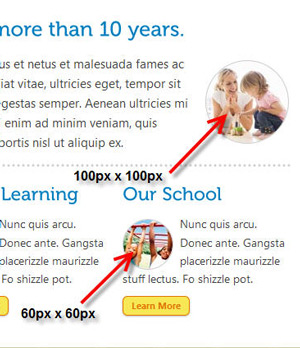 more than 10 years.
us et netus et malesuada fames ac
iat vitae, ultricies eget, tempor sit
egestas semper. Aenean ultricies mi
enim ad minim veniam, quis
portis nisl ut aliquip ex.
100px x 100px
Learning
Nunc quis arcu.
Donec ante. Gangsta
placerizzle maurizzle
Fo shizzle pot.
Our School
Nunc quis arcu.
Donec ante. Gangsta
placerizzle maurizzle
stuff lectus. Fo shizzle pot.
Learn More
60px x 60px